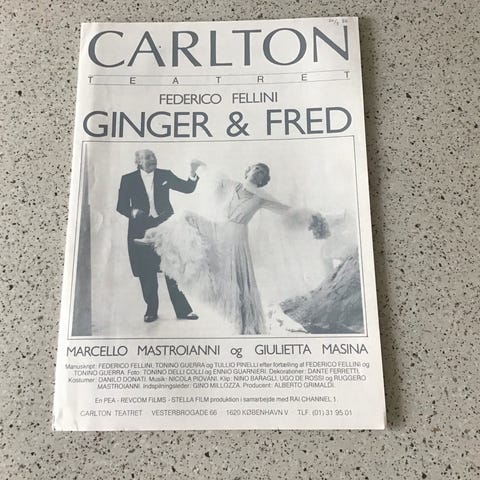 CARLTON
TEATRET
FEDERICO FELLINI
GINGER & FRED
MARCELLO MASTROIANNI og GIULIETTA MASINA
Manuskript: FEDERICO FELLINI, TONINO GUERRA og TULLIO PINELLI efter fortælling af FEDERICO FELLINI og
TONINO GUERRA. Foto: TONINO DELLI COLLI og ENNIO GUARNIERI. Dekorationer: DANTE FERRETTI,
Kostumer: DANILO DONATI. Musik: NICOLA PIOVANI. Klip: NINO BARAGLI, UGO DE ROSSI og RUGGERO
MASTROIANNI. Indspilningsleder: GINO MILLOZZA. Producent: ALBERTO GRIMALDI.
En PEA - REVCOM FILMS - STELLA FILM produktion i samarbejde med RAI CHANNEL 1.
CARLTON TEATRET VESTERBROGADE 66 1620 KØBENHAVN V TLF. (01) 31 95 01